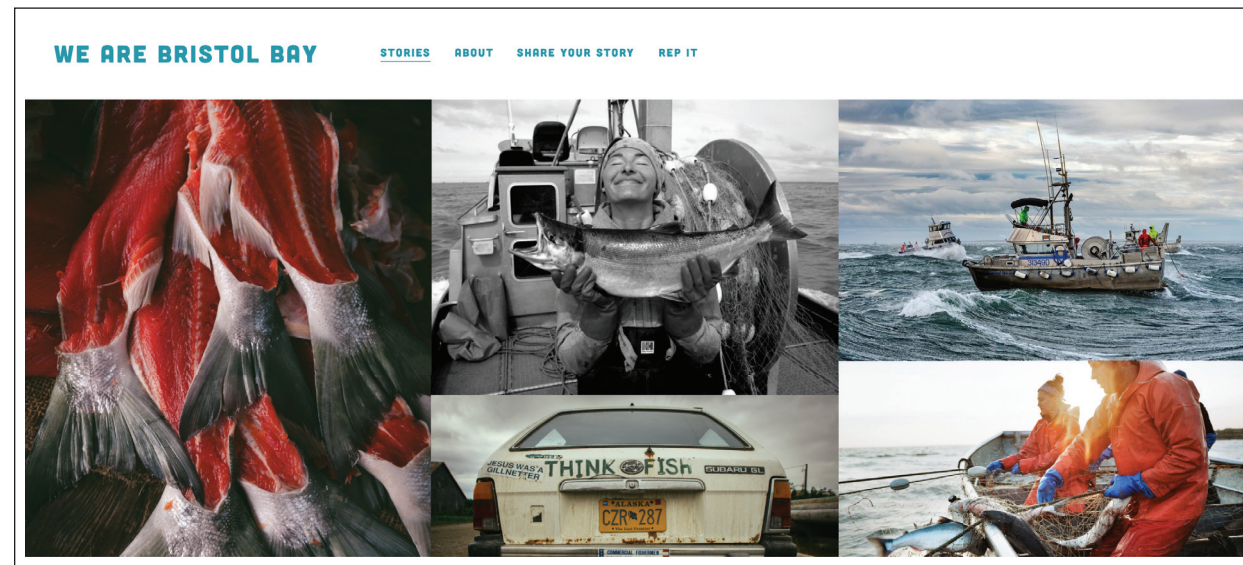 WE ARE BRISTOL BAY
STORIES ABOUT SHARE YOUR STORY REP IT
JESUS WAS A
GILLNETTER
THINK FISH
SUBARU GL
ALASKA
CZR 287
COMMERCIAL FISHERMEN